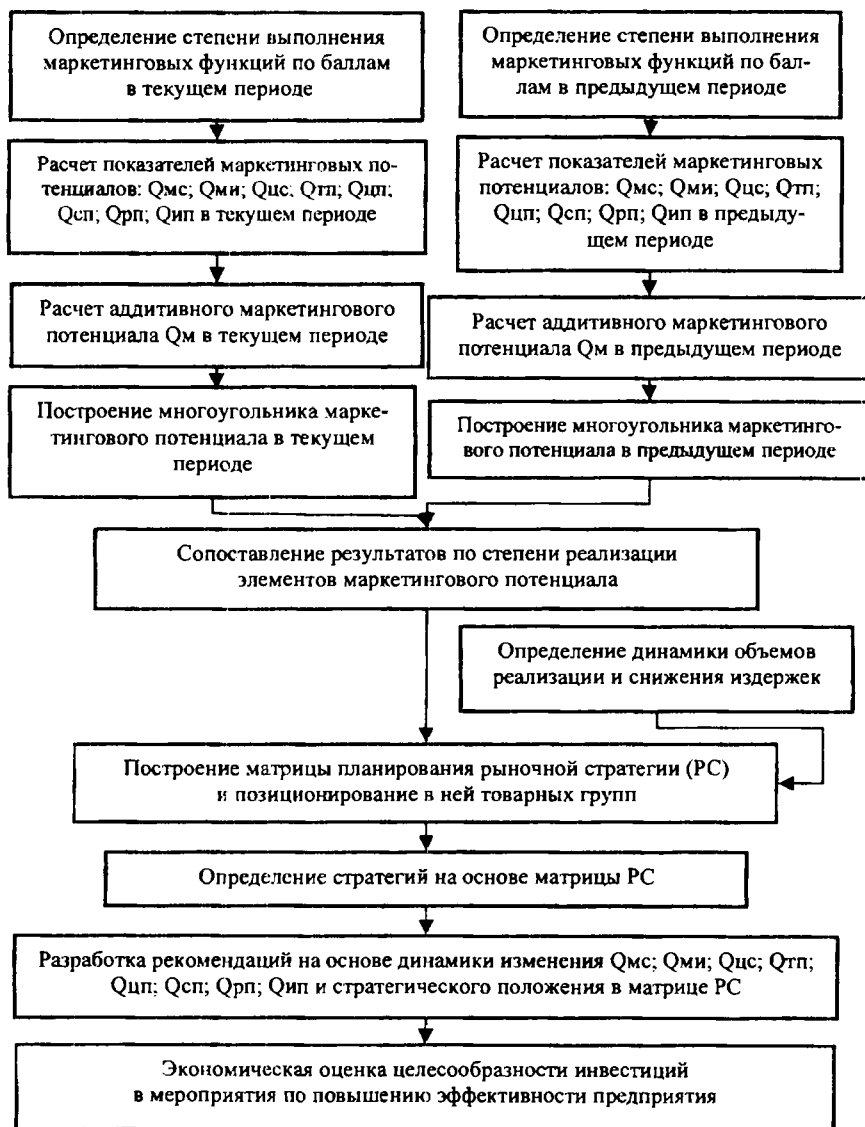 Определение степени выполнения
маркетинговых функций по баллам
в текущем периоде
Определение степени выполнения
маркетинговых функций по бал-
лам в предыдущем периоде
Расчет показателей маркетинговых по-
тенциалов: Qмс; Qми; Qцс; Qтп; Qцп;
Qсп; Qрп; Qип в текущем периоде
Расчет показателей маркетинговых
потенциалов: Qмс; Qми; Qцс; Qтп;
Qцп; Qсп; Qрп; Qип в предыду-
щем периоде
Расчет аддитивного маркетингового
потенциала Qм в текущем периоде
Расчет аддитивного маркетингового
потенциала Qм в предыдущем периоде
Построение многоугольника марке-
тингового потенциала в текущем
периоде
Построение многоугольника маркетинго-
вого потенциала в предыдущем периоде
Сопоставление результатов по степени реализации
элементов маркетингового потенциала
Определение динамики объемов
реализации и снижения издержек
Построение матрицы планирования рыночной стратегии (РС)
и позиционирование в ней товарных групп
Определение стратегий на основе матрицы РС
Разработка рекомендаций на основе динамики изменения Qмс; Qми; Qцс; Qтп;
Qцп; Qсп; Qрп; Qип и стратегического положения в матрице РС
Экономическая оценка целесообразности инвестиций
в мероприятия по повышению эффективности предприятия